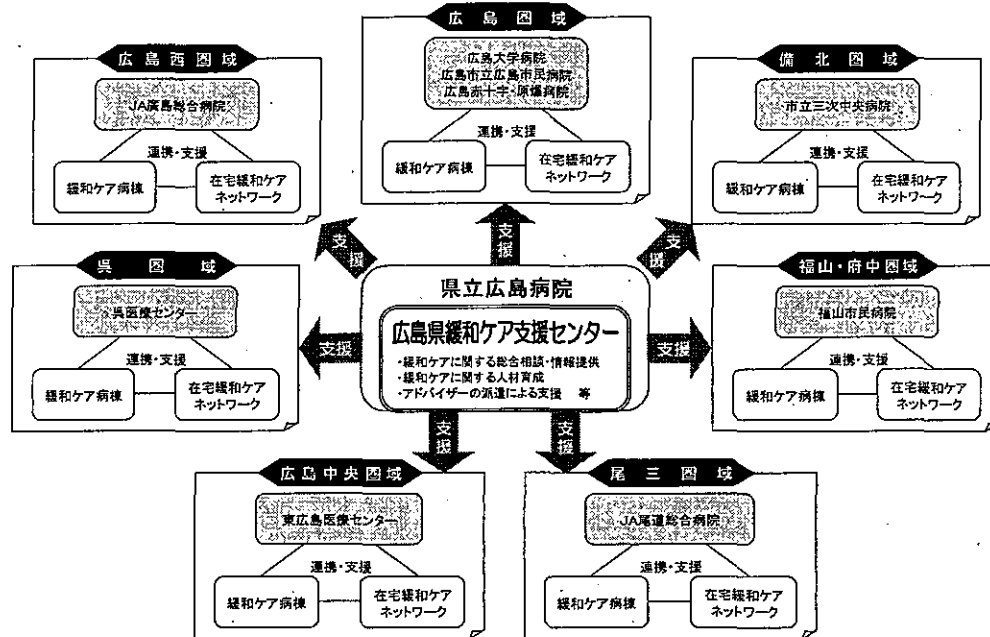 広島圏域
広島大学病院
広島市立広島市民病院
広島赤十字・原爆病院
連携・支援
緩和ケア病棟
在宅緩和ケア
ネットワーク
広島西圏域
JA廣島総合病院
連携・支援
緩和ケア病棟
在宅緩和ケア
ネットワーク
備北圏域
市立三次中央病院
連携・支援
緩和ケア病棟
在宅緩和ケア
ネットワーク
支援
支援
支援
呉圏域
呉医療センター
連携・支援
緩和ケア病棟
在宅緩和ケア
ネットワーク
支援
県立広島病院
広島県緩和ケア支援センター
・緩和ケアに関する総合相談・情報提供
・緩和ケアに関する人材育成
・アドバイザーの派遣による支援 等
支援
福山・府中圏域
福山市民病院
連携・支援
緩和ケア病棟
在宅緩和ケア
ネットワーク
支援
支援
広島中央圏域
東広島医療センター
連携・支援
緩和ケア病棟
在宅緩和ケア
ネットワーク
尾三圏域
JA尾道総合病院
連携・支援
緩和ケア病棟
在宅緩和ケア
ネットワーク